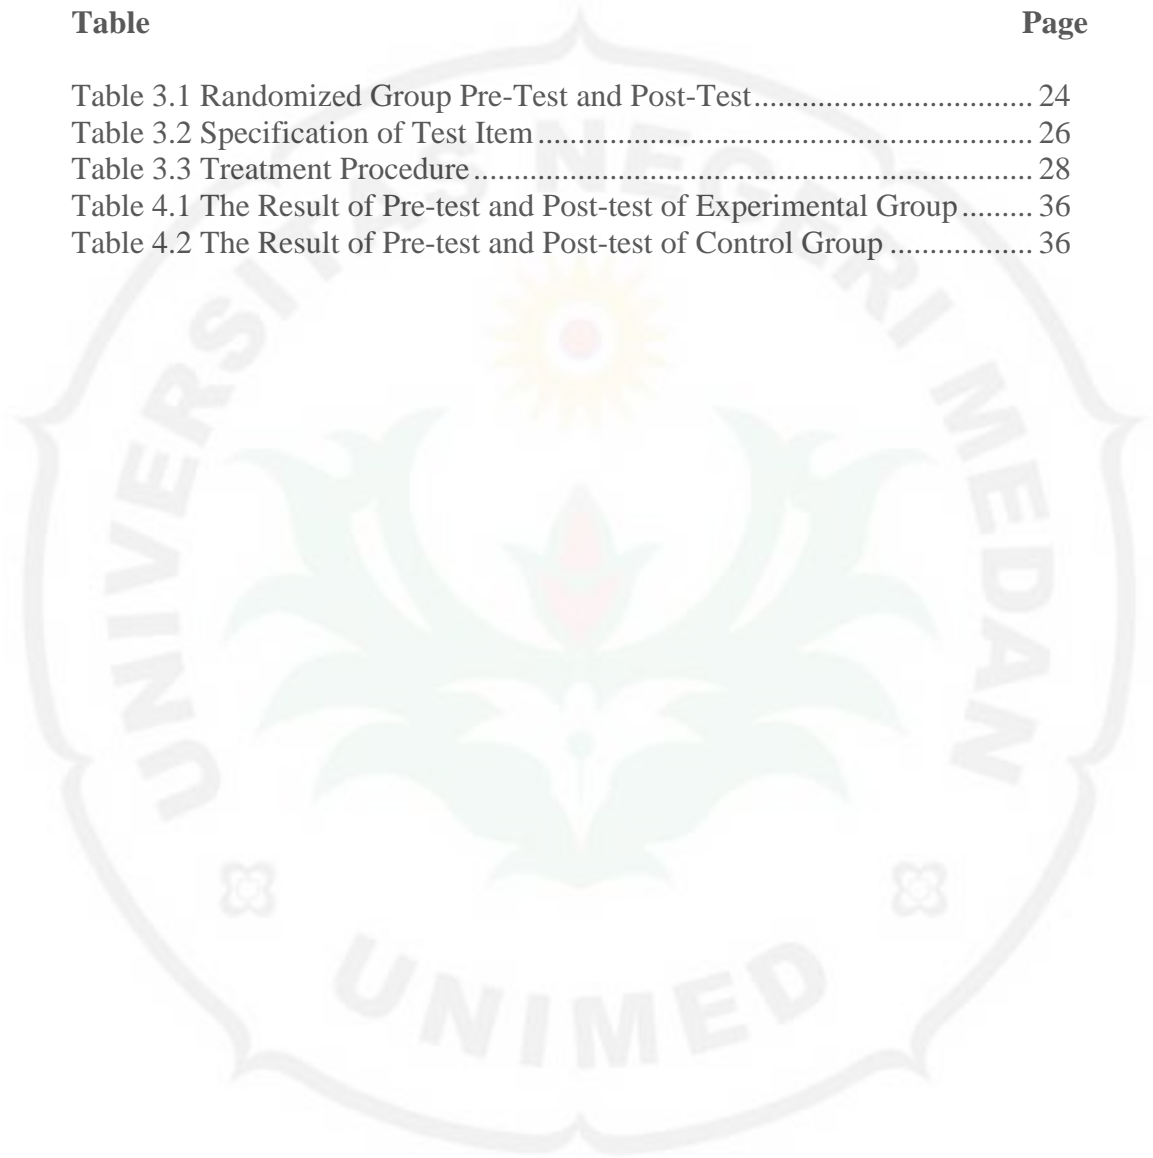 Table Page
Table 3.1 Randomized Group Pre-Test and Post-Test................................. 24
Table 3.2 Specification of Test Item........................................................... 26
Table 3.3 Treatment Procedure.................................................................. 28
Table 4.1 The Result of Pre-test and Post-test of Experimental Group......... 36
Table 4.2 The Result of Pre-test and Post-test of Control Group ................. 36
UNIVERSITAS NEGERI MEDAN
UNIMED